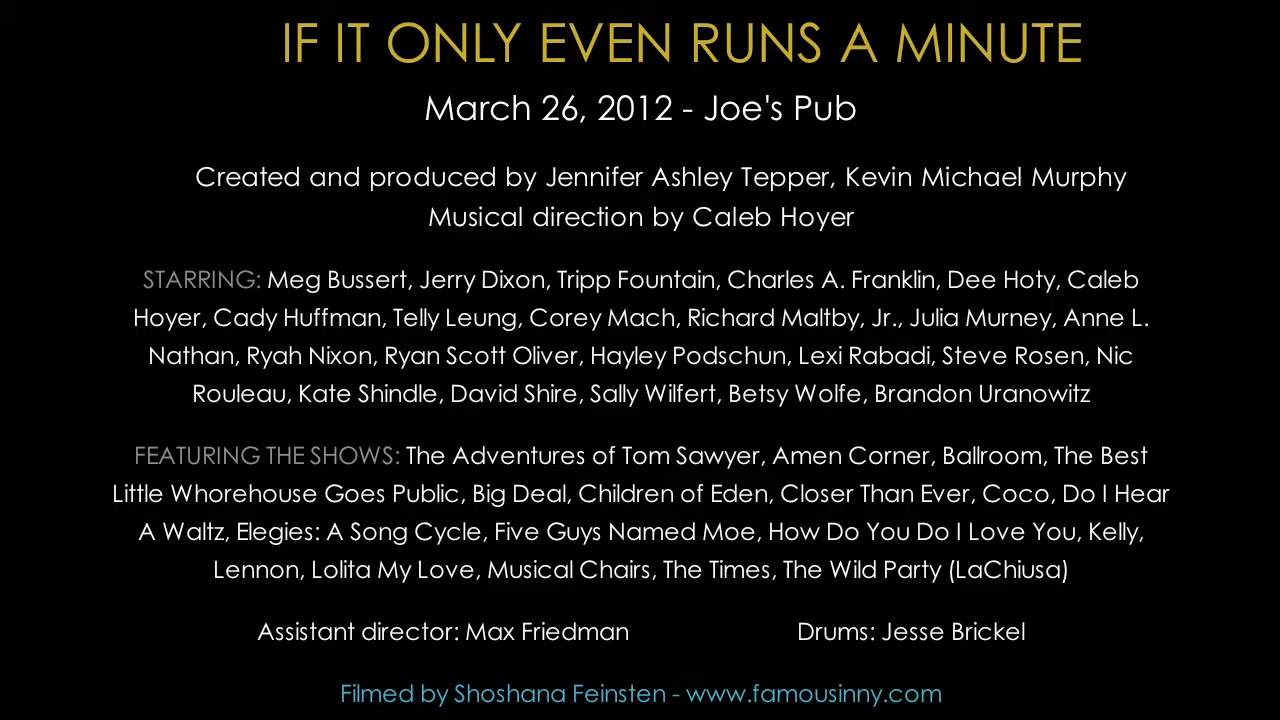 IF IT ONLY EVEN RUNS A MINUTE
March 26, 2012 - Joe's Pub
Created and produced by Jennifer Ashley Tepper, Kevin Michael Murphy
Musical direction by Caleb Hoyer
STARRING: Meg Bussert, Jerry Dixon, Tripp Fountain, Charles A. Franklin, Dee Hoty, Caleb
Hoyer, Cady Huffman, Telly Leung, Corey Mach, Richard Maltby, Jr., Julia Murney, Anne L.
Nathan, Ryah Nixon, Ryan Scott Oliver, Hayley Podschun, Lexi Rabadi, Steve Rosen, Nic
Rouleau, Kate Shindle, David Shire, Sally Wilfert, Betsy Wolfe, Brandon Uranowitz
FEATURING THE SHOWS: The Adventures of Tom Sawyer, Amen Corner, Ballroom, The Best
Little Whorehouse Goes Public, Big Deal, Children of Eden, Closer Than Ever, Coco, Do I Hear
A Waltz, Elegies: A Song Cycle, Five Guys Named Moe, How Do You Do I Love You, Kelly,
Lennon, Lolita My Love, Musical Chairs, The Times, The Wild Party (LaChiusa)
Assistant director: Max Friedman Drums: Jesse Brickel
Filmed by Shoshana Feinsten - www.famousinny.com